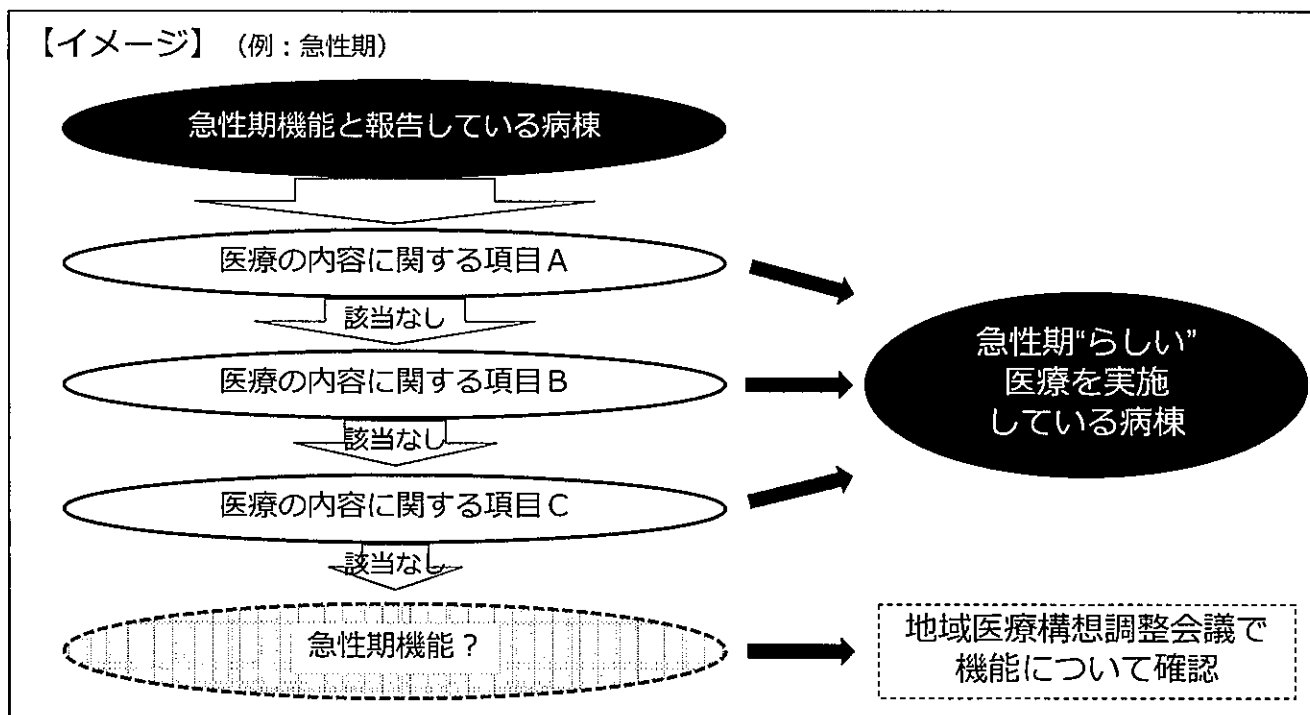 【イメージ】（例：急性期）
急性期機能と報告している病棟
医療の内容に関する項目A
該当なし
医療の内容に関する項目B
該当なし
医療の内容に関する項目C
該当なし
急性期機能？
急性期“らしい”
医療を実施
している病棟
地域医療構想調整会議で
機能について確認